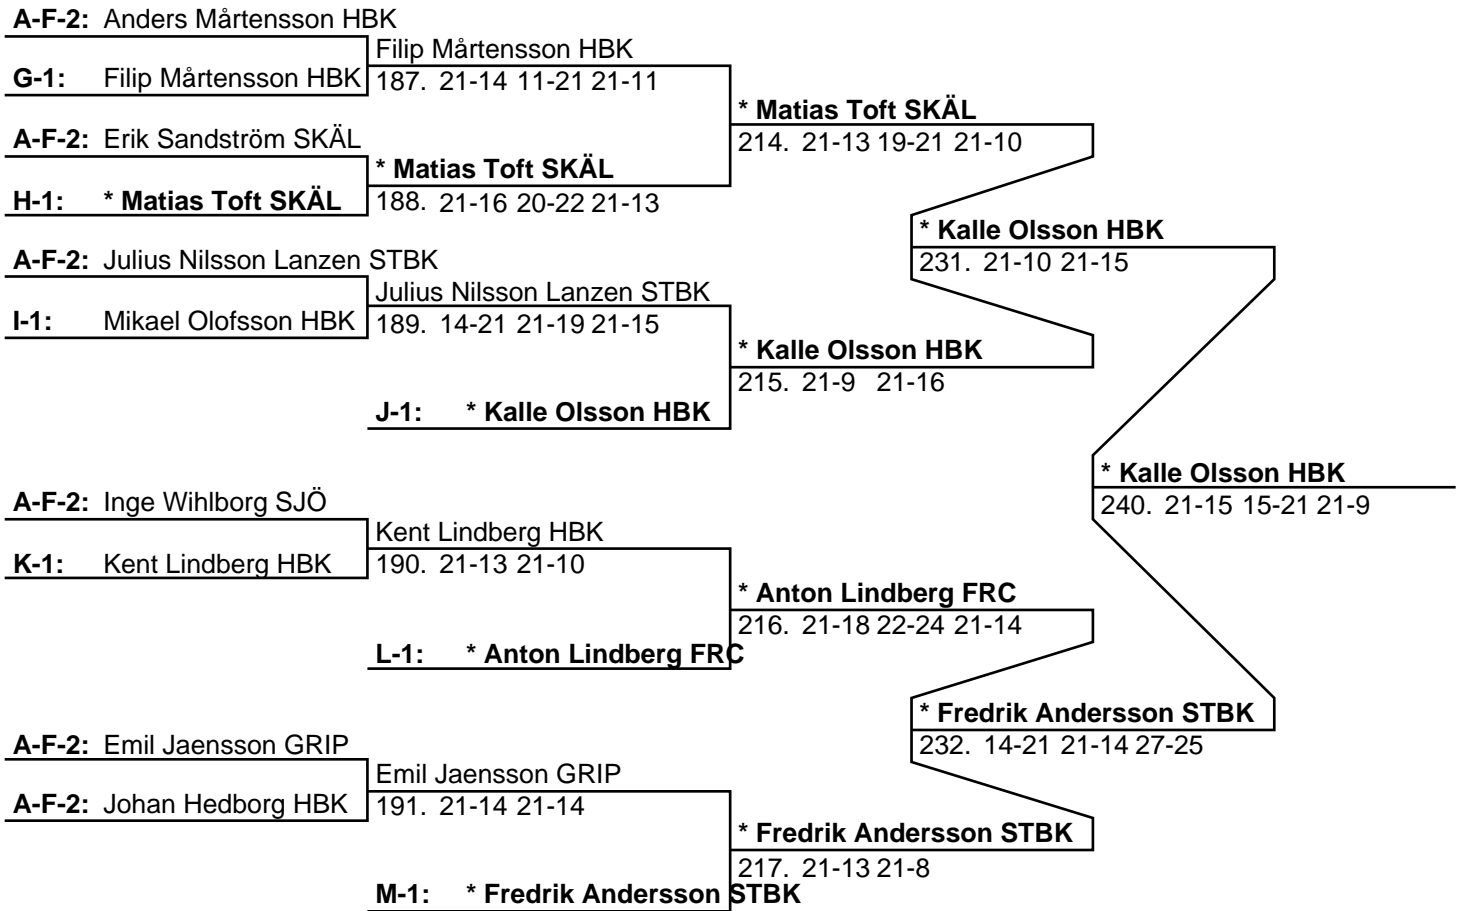 A-F-2: Anders Mårtensson HBK
Filip Mårtensson HBK
G-1: Filip Mårtensson HBK
187. 21-14 11-21 21-11
* Matias Toft SKÄL
214. 21-13 19-21 21-10
A-F-2: Erik Sandström SKÄL
* Matias Toft SKÄL
H-1: * Matias Toft SKÄL
188. 21-16 20-22 21-13
* Kalle Olsson HBK
231. 21-10 21-15
A-F-2: Julius Nilsson Lanzen STBK
Julius Nilsson Lanzen STBK
I-1: Mikael Olofsson HBK
189. 14-21 21-19 21-15
* Kalle Olsson HBK
215. 21-9 21-16
J-1: * Kalle Olsson HBK
* Kalle Olsson HBK
240. 21-15 15-21 21-9
A-F-2: Inge Wihlborg SJÖ
Kent Lindberg HBK
K-1: Kent Lindberg HBK
190. 21-13 21-10
* Anton Lindberg FRC
216. 21-18 22-24 21-14
L-1: * Anton Lindberg FRC
* Fredrik Andersson STBK
232. 14-21 21-14 27-25
A-F-2: Emil Jaensson GRIP
Emil Jaensson GRIP
A-F-2: Johan Hedborg HBK
191. 21-14 21-14
* Fredrik Andersson STBK
217. 21-13 21-8
M-1: * Fredrik Andersson STBK